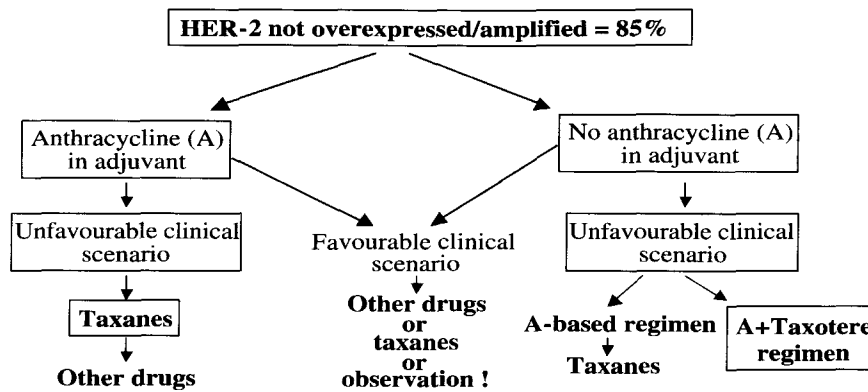 HER-2 not overexpressed/amplified = 85%
Anthracycline (A)
in adjuvant
No anthracycline (A)
in adjuvant
Unfavourable clinical
scenario
Favourable clinical
scenario
Unfavourable clinical
scenario
Taxanes
Other drugs
Other drugs
or
taxanes
or
observation !
A-based regimen
Taxanes
A+Taxotere
regimen